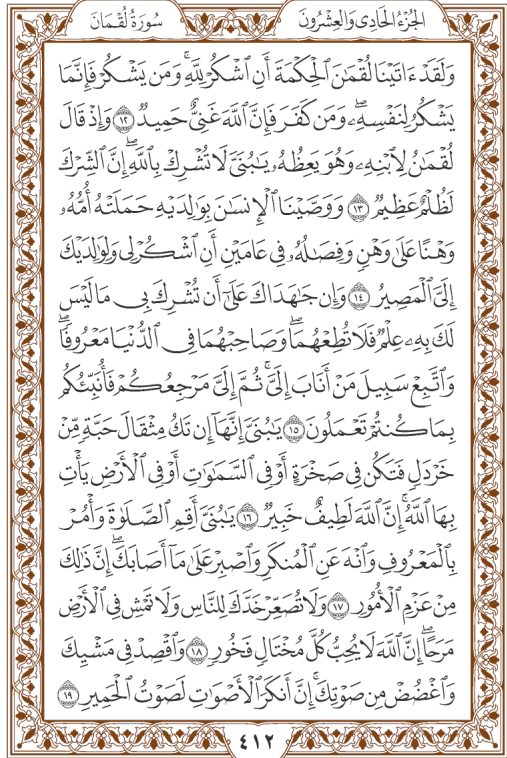 الجُزْءُ الحَادِي وَالعِشْرُونَ
سُورَةُ لُقْمَانَ
وَلَقَدْ ءَاتَيْنَا لُقْمَٰنَ ٱلْحِكْمَةَ أَنِ ٱشْكُرْ لِلَّهِۚ وَمَن يَشْكُرْ فَإِنَّمَا
يَشْكُرُ لِنَفْسِهِۦۖ وَمَن كَفَرَ فَإِنَّ ٱللَّهَ غَنِىٌّ حَمِيدٌ ١٢ وَإِذْ قَالَ
لُقْمَٰنُ لِٱبْنِهِۦ وَهُوَ يَعِظُهُۥ يَٰبُنَىَّ لَا تُشْرِكْ بِٱللَّهِۖ إِنَّ ٱلشِّرْكَ
لَظُلْمٌ عَظِيمٌ ١٣ وَوَصَّيْنَا ٱلْإِنسَٰنَ بِوَٰلِدَيْهِ حَمَلَتْهُ أُمُّهُۥ
وَهْنًا عَلَىٰ وَهْنٍ وَفِصَٰلُهُۥ فِى عَامَيْنِ أَنِ ٱشْكُرْ لِى وَلِوَٰلِدَيْكَ
إِلَىَّ ٱلْمَصِيرُ ١٤ وَإِن جَٰهَدَاكَ عَلَىٰٓ أَن تُشْرِكَ بِى مَا لَيْسَ
لَكَ بِهِۦ عِلْمٌ فَلَا تُطِعْهُمَاۖ وَصَاحِبْهُمَا فِى ٱلدُّنْيَا مَعْرُوفًاۖ
وَٱتَّبِعْ سَبِيلَ مَنْ أَنَابَ إِلَىَّۚ ثُمَّ إِلَىَّ مَرْجِعُكُمْ فَأُنَبِّئُكُم
بِمَا كُنتُمْ تَعْمَلُونَ ١٥ يَٰبُنَىَّ إِنَّهَآ إِن تَكُ مِثْقَالَ حَبَّةٍ مِّنْ
خَرْدَلٍ فَتَكُن فِى صَخْرَةٍ أَوْ فِى ٱلسَّمَٰوَٰتِ أَوْ فِى ٱلْأَرْضِ يَأْتِ
بِهَا ٱللَّهُۚ إِنَّ ٱللَّهَ لَطِيفٌ خَبِيرٌ ١٦ يَٰبُنَىَّ أَقِمِ ٱلصَّلَوٰةَ وَأْمُرْ
بِٱلْمَعْرُوفِ وَٱنْهَ عَنِ ٱلْمُنكَرِ وَٱصْبِرْ عَلَىٰ مَآ أَصَابَكَۖ إِنَّ ذَٰلِكَ
مِنْ عَزْمِ ٱلْأُمُورِ ١٧ وَلَا تُصَعِّرْ خَدَّكَ لِلنَّاسِ وَلَا تَمْشِ فِى ٱلْأَرْضِ
مَرَحًاۖ إِنَّ ٱللَّهَ لَا يُحِبُّ كُلَّ مُخْتَالٍ فَخُورٍ ١٨ وَٱقْصِدْ فِى مَشْيِكَ
وَٱغْضُضْ مِن صَوْتِكَۚ إِنَّ أَنكَرَ ٱلْأَصْوَٰتِ لَصَوْتُ ٱلْحَمِيرِ ١٩
٤١٢